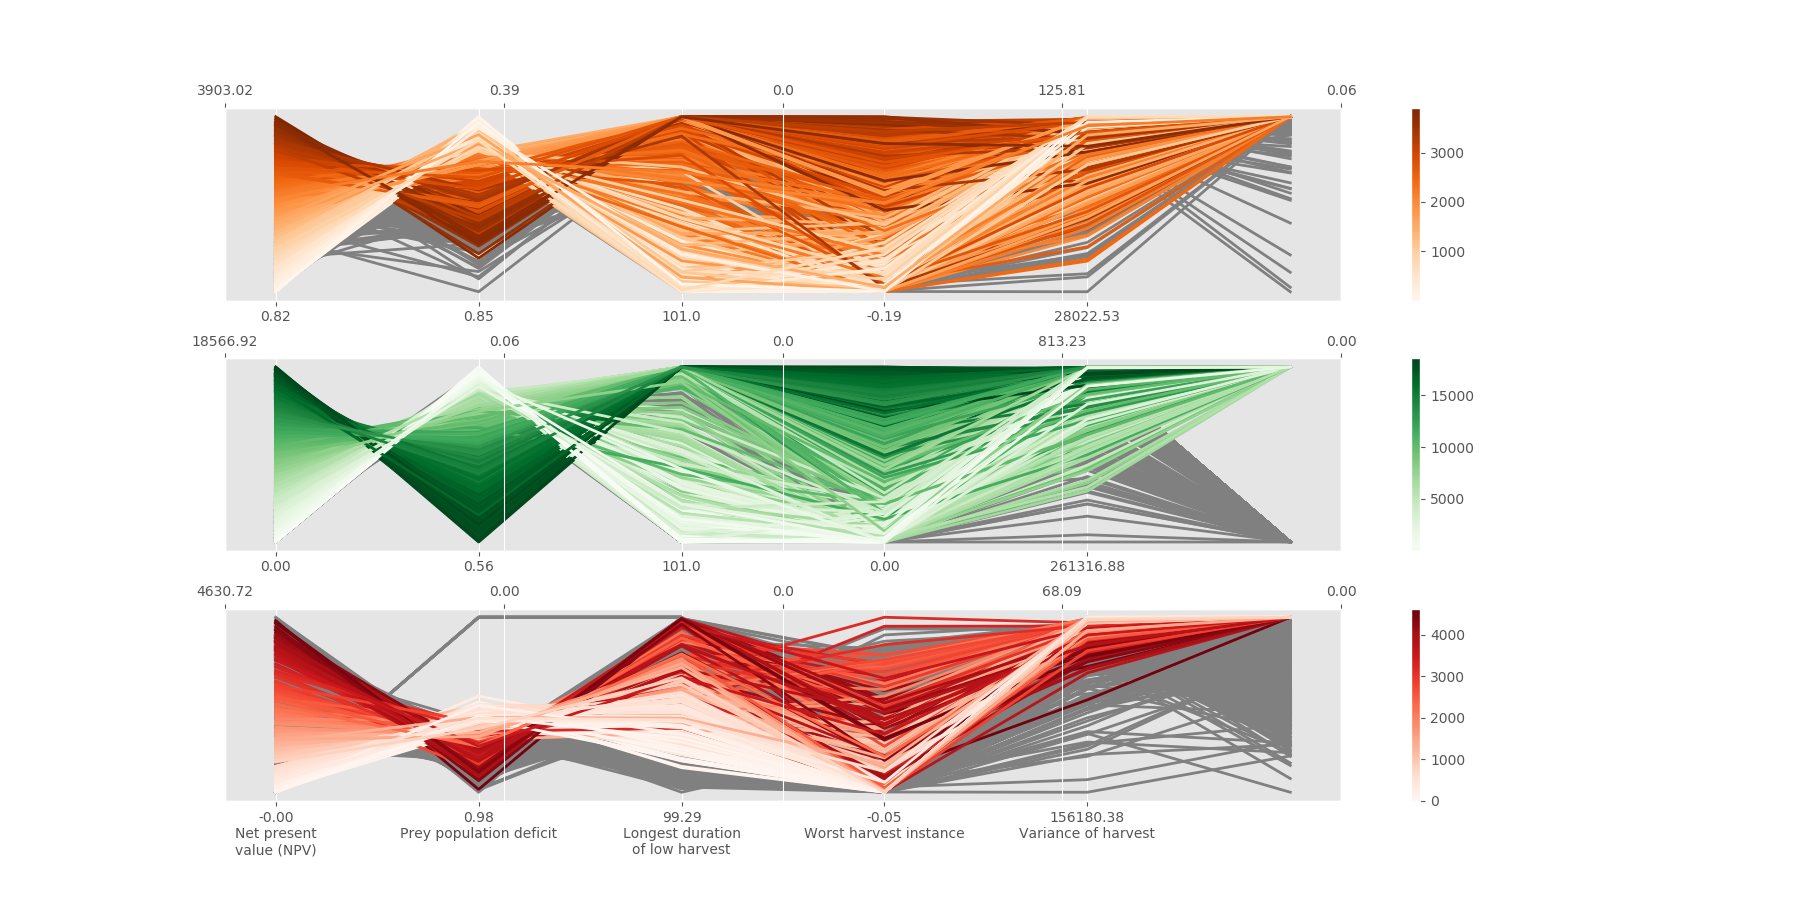 3903.02 0.39 0.0 125.81 0.06
3000
2000
1000
0.82 0.85 101.0 -0.19 28022.53
18566.92 0.06 0.0 813.23 0.00
15000
10000
5000
0.00 0.56 101.0 0.00 261316.88
4630.72 0.00 0.0 68.09 0.00
4000
3000
2000
1000
0
-0.00 0.98 99.29 -0.05 156180.38
Net present Prey population deficit Longest duration Worst harvest instance Variance of harvest
value (NPV) of low harvest